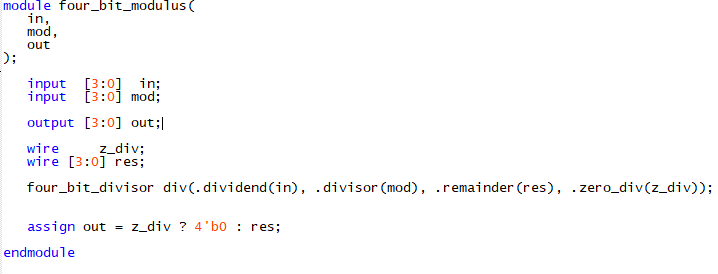 module four_bit_modulus(
in,
mod,
out
);
input [3:0] in;
input [3:0] mod;
output [3:0] out;
wire z_div;
wire [3:0] res;
four_bit_divisor div(.dividend(in), .divisor(mod), .remainder(res), .zero_div(z_div));
assign out = z_div ? 4'b0 : res;
endmodule